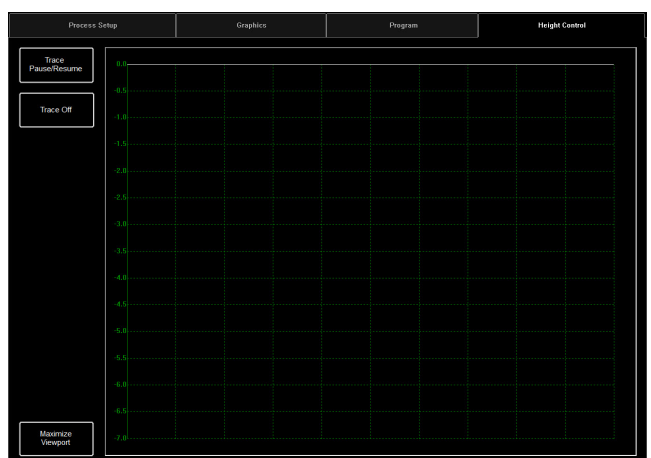 Process Setup
Graphics
Program
Height Control
Trace
Pause/Resume
Trace Off
Maximize
Viewport
0.0
-0.5
-1.0
-1.5
-2.0
-2.5
-3.0
-3.5
-4.0
-4.5
-5.0
-5.5
-6.0
-6.5
-7.0